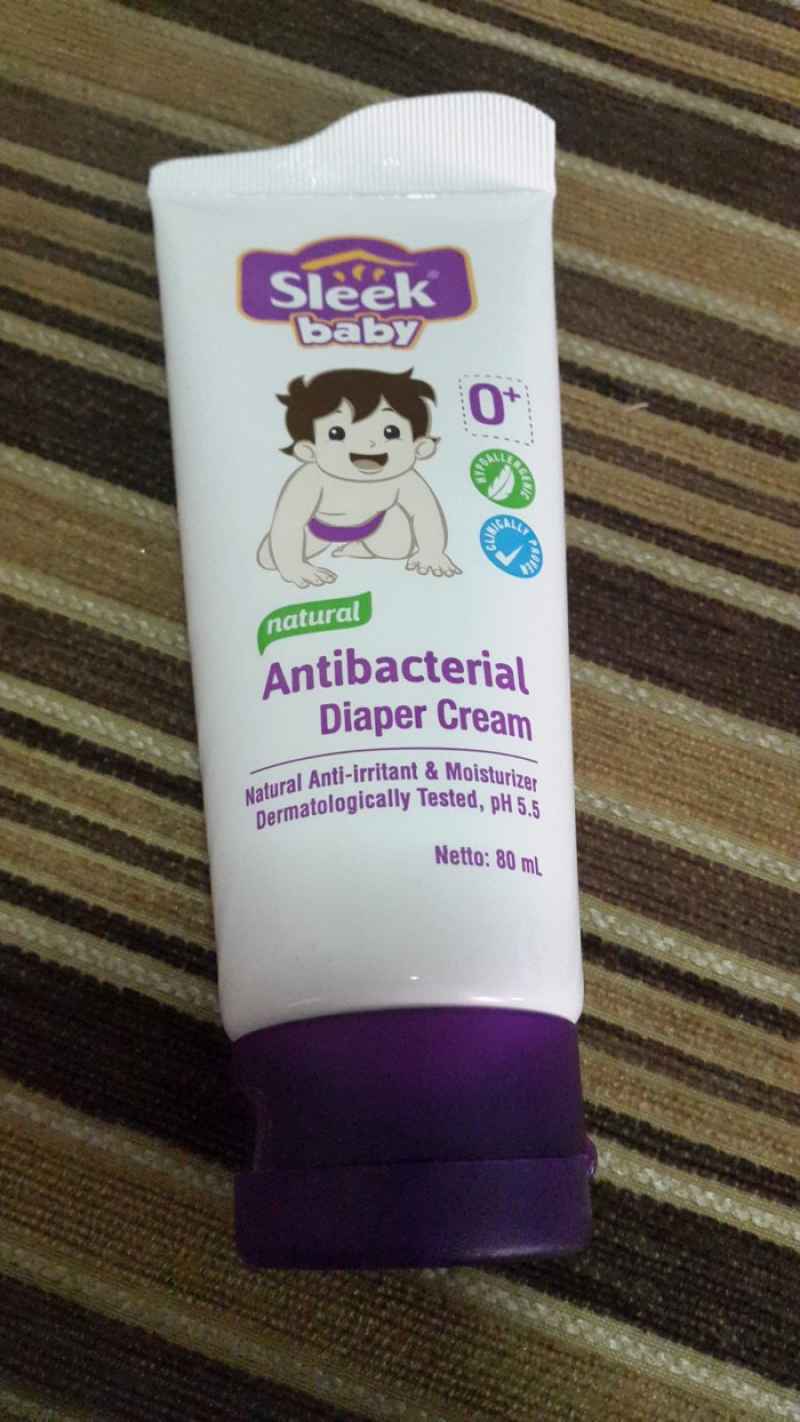 Sleek®
baby
0+
HYPOALLERGENIC
CLINICALLY PROVEN
natural
Antibacterial
Diaper Cream
Natural Anti-irritant & Moisturizer
Dermatologically Tested, pH 5.5
Netto: 80 mL